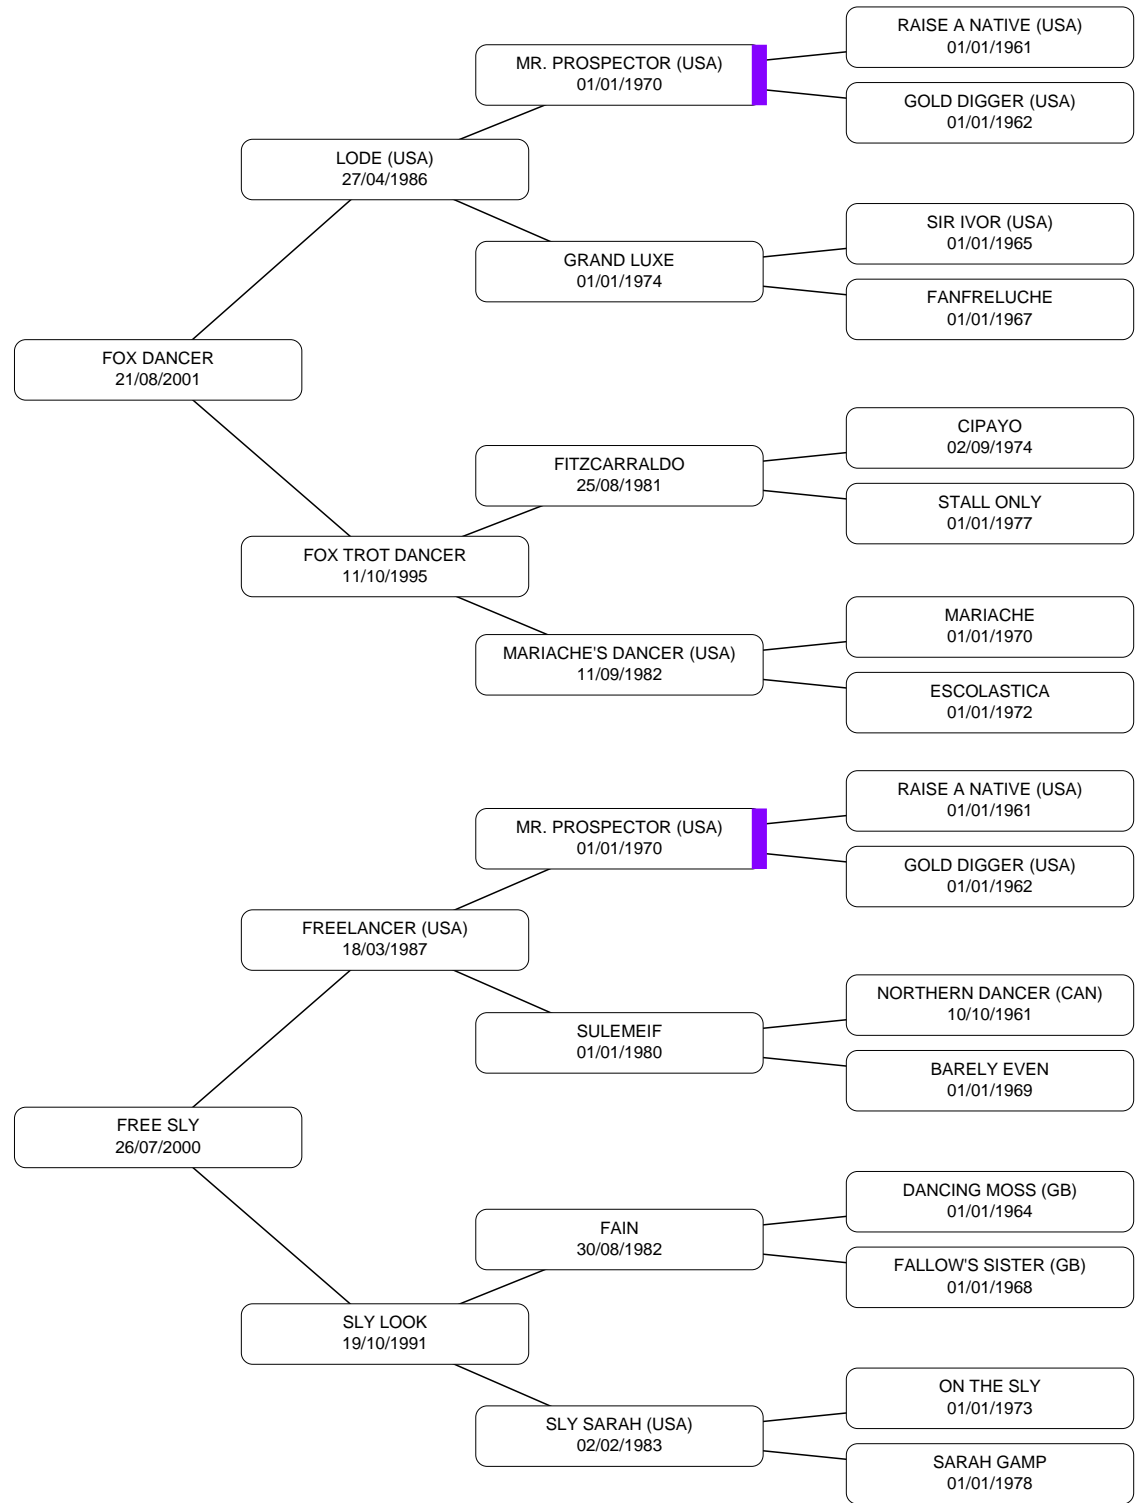 RAISE A NATIVE (USA)
01/01/1961
MR. PROSPECTOR (USA)
01/01/1970
GOLD DIGGER (USA)
01/01/1962
LODE (USA)
27/04/1986
SIR IVOR (USA)
01/01/1965
GRAND LUXE
01/01/1974
FANFRELUCHE
01/01/1967
FOX DANCER
21/08/2001
CIPAYO
02/09/1974
FITZCARRALDO
25/08/1981
STALL ONLY
01/01/1977
FOX TROT DANCER
11/10/1995
MARIACHE
01/01/1970
MARIACHE'S DANCER (USA)
11/09/1982
ESCOLASTICA
01/01/1972
RAISE A NATIVE (USA)
01/01/1961
MR. PROSPECTOR (USA)
01/01/1970
GOLD DIGGER (USA)
01/01/1962
FREELANCER (USA)
18/03/1987
NORTHERN DANCER (CAN)
10/10/1961
SULEMEIF
01/01/1980
BARELY EVEN
01/01/1969
FREE SLY
26/07/2000
DANCING MOSS (GB)
01/01/1964
FAIN
30/08/1982
FALLOW'S SISTER (GB)
01/01/1968
SLY LOOK
19/10/1991
ON THE SLY
01/01/1973
SLY SARAH (USA)
02/02/1983
SARAH GAMP
01/01/1978